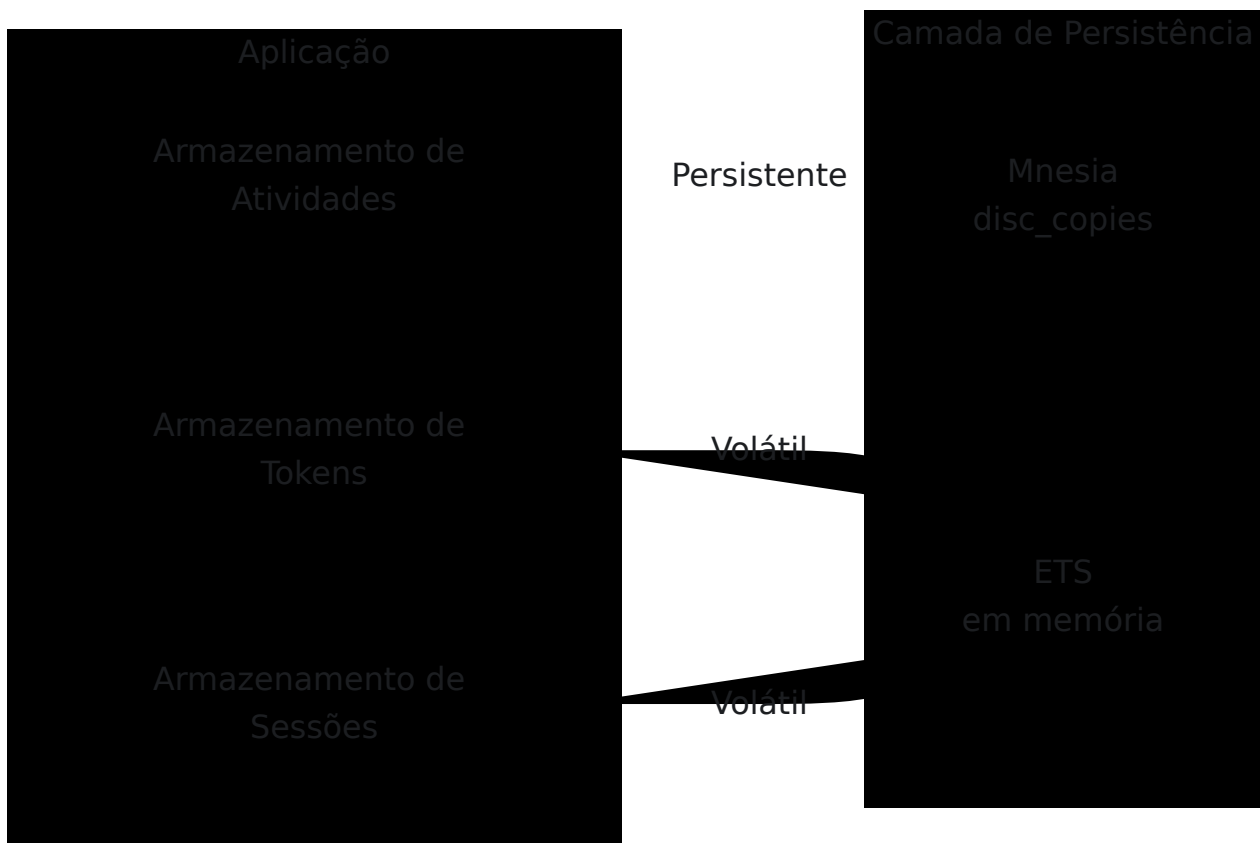 Aplicação
Armazenamento de
Atividades
Armazenamento de
Tokens
Armazenamento de
Sessões
Persistente
Volátil
Volátil
Camada de Persistência
Mnesia
disc_copies
ETS
em memória